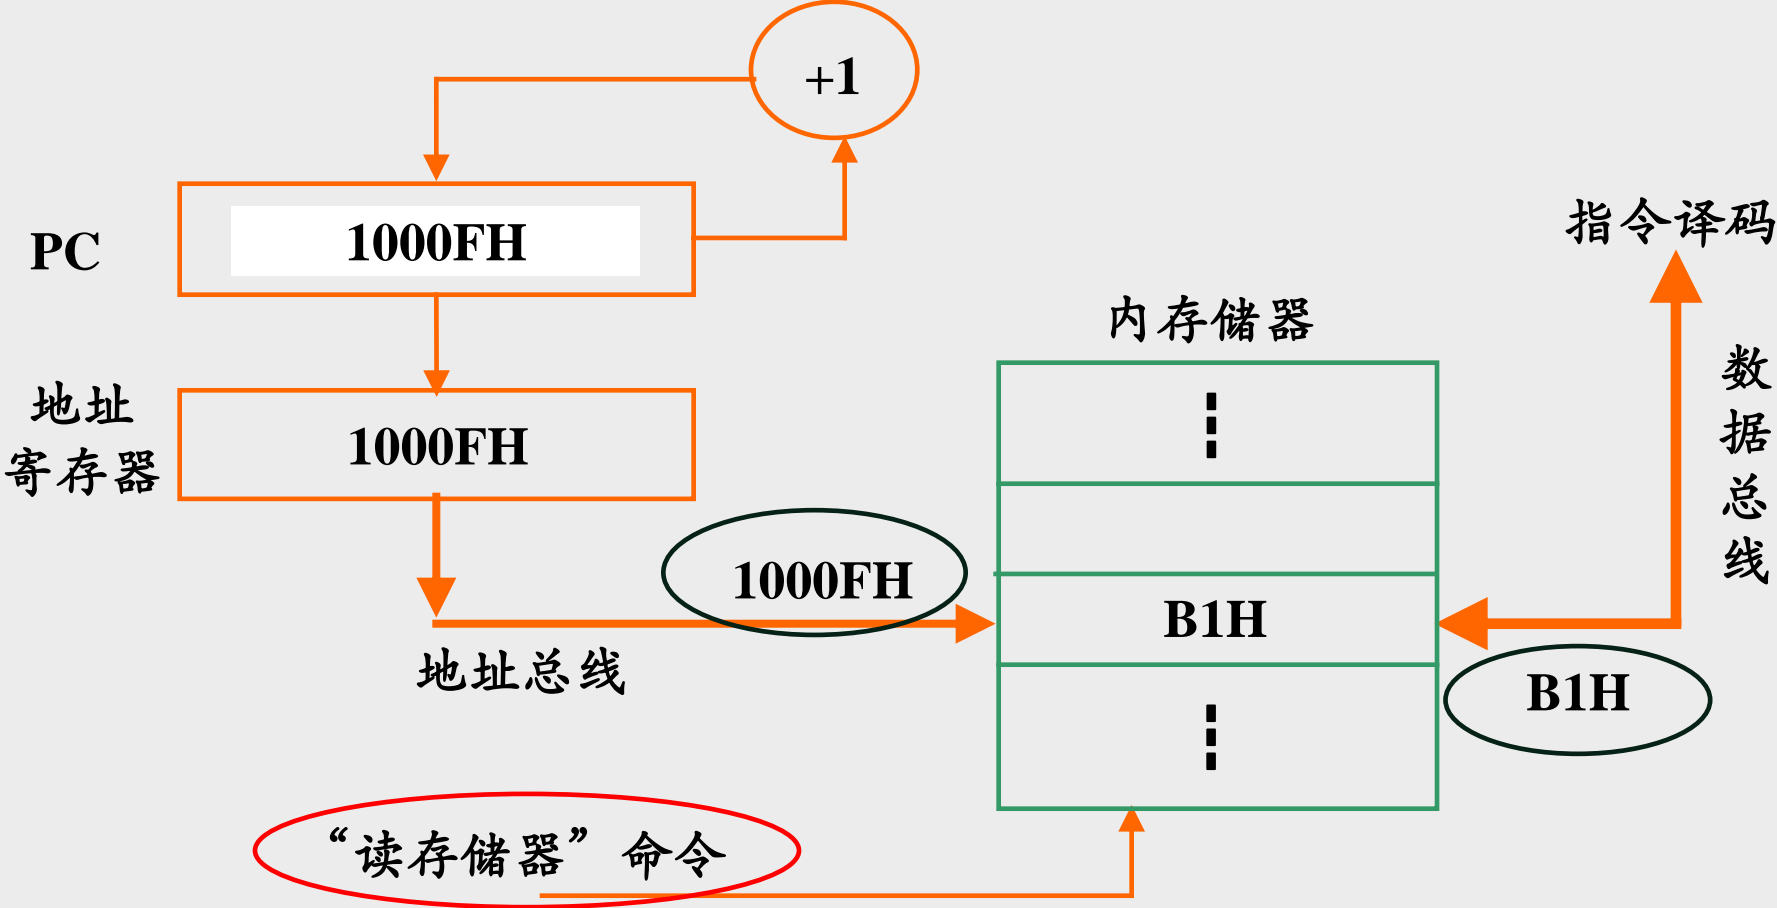 +1
PC
1000FH
指令译码
内存储器
地址
寄存器
1000FH
数
据
总
线
1000FH
B1H
地址总线
B1H
“读存储器”命令